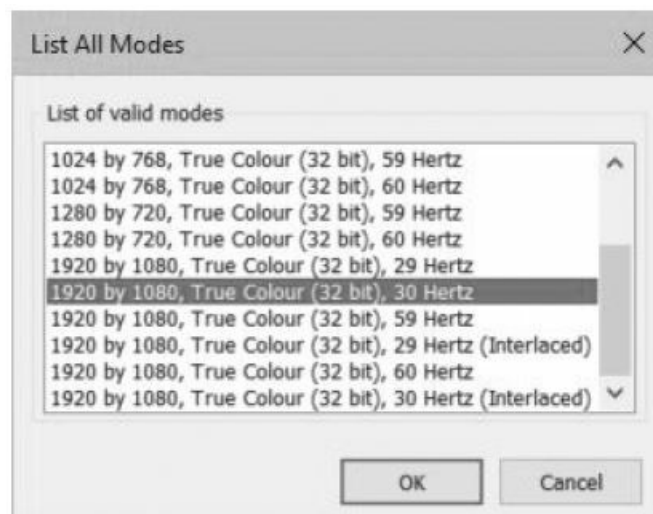 List All Modes
List of valid modes
1024 by 768, True Colour (32 bit), 59 Hertz
1024 by 768, True Colour (32 bit), 60 Hertz
1280 by 720, True Colour (32 bit), 59 Hertz
1280 by 720, True Colour (32 bit), 60 Hertz
1920 by 1080, True Colour (32 bit), 29 Hertz
1920 by 1080, True Colour (32 bit), 30 Hertz
1920 by 1080, True Colour (32 bit), 59 Hertz
1920 by 1080, True Colour (32 bit), 29 Hertz (Interlaced)
1920 by 1080, True Colour (32 bit), 60 Hertz
1920 by 1080, True Colour (32 bit), 30 Hertz (Interlaced)
OK Cancel